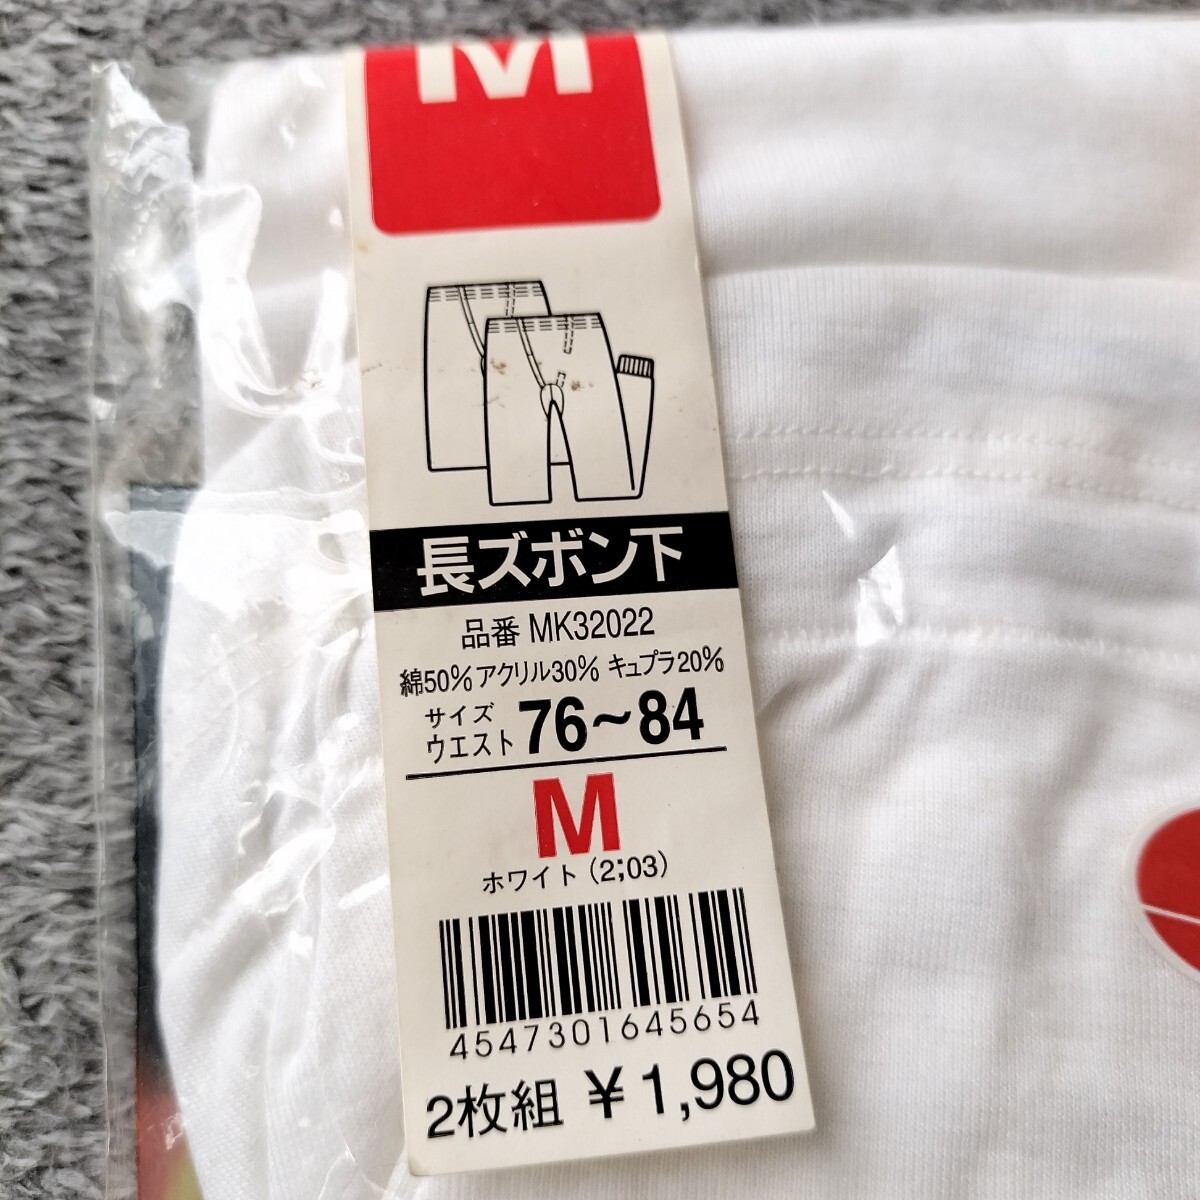 M
長ズボン下
品番 MK32022
綿50% アクリル30% キュプラ20%
サイズ
ウエスト 76~84
M
ホワイト (2;03)
4547301645654
2枚組 ¥1,980